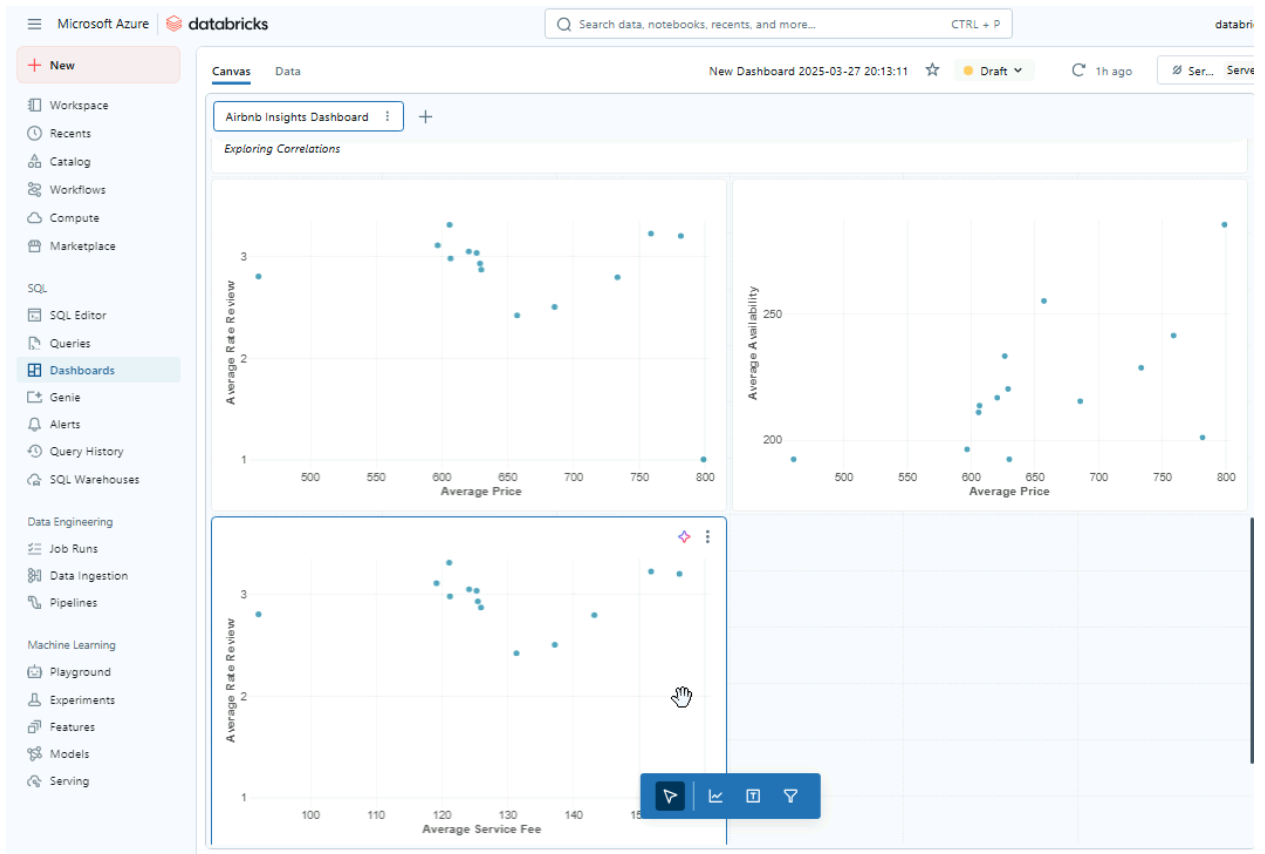 Microsoft Azure databricks
Search data, notebooks, recents, and more... CTRL + P
databri
New
Workspace
Recents
Catalog
Workflows
Compute
Marketplace
SQL
SQL Editor
Queries
Dashboards
Genie
Alerts
Query History
SQL Warehouses
Data Engineering
Job Runs
Data Ingestion
Pipelines
Machine Learning
Playground
Experiments
Features
Models
Serving
Canvas Data
New Dashboard 2025-03-27 20:13:11 Draft 1h ago Ser... Serve
Airbnb Insights Dashboard
Exploring Correlations
Average Rate Review
3
2
1
500 550 600 650 700 750 800
Average Price
Average Availability
250
200
500 550 600 650 700 750 800
Average Price
Average Rate Review
3
2
1
100 110 120 130 140 15
Average Service Fee